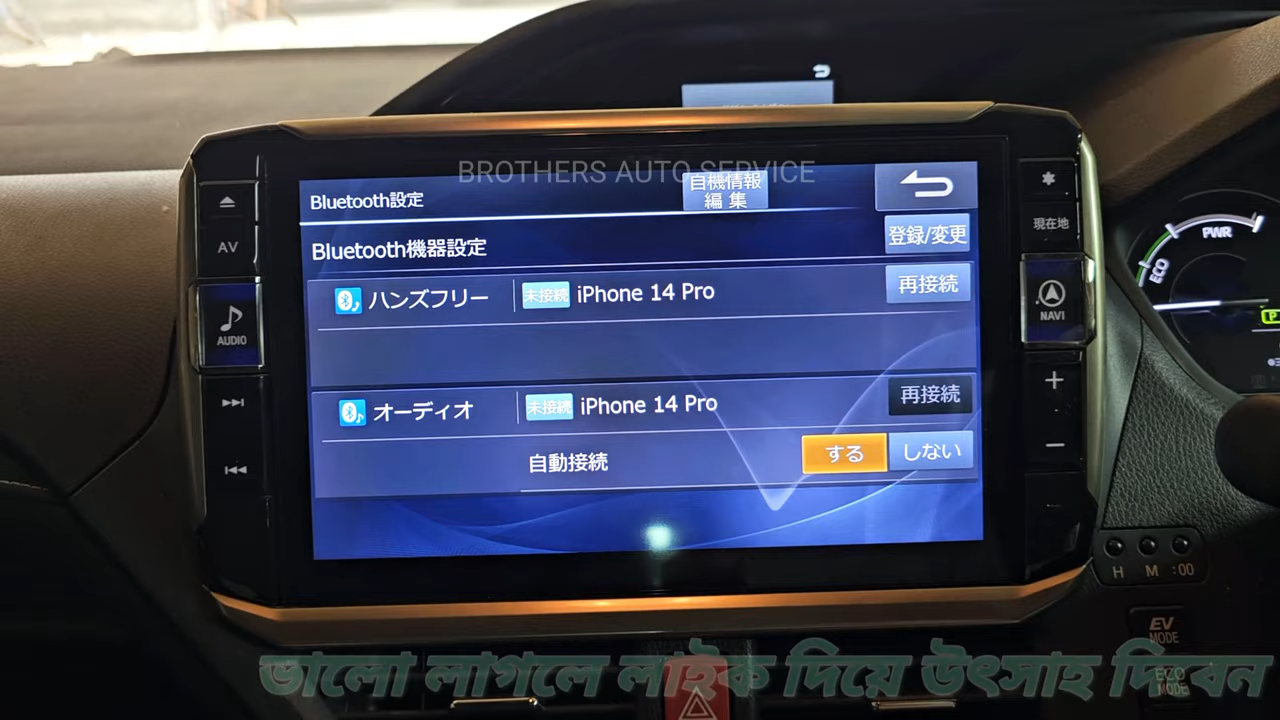 BROTHERS AUTO SERVICE
Bluetooth設定
自機情報
編 集
Bluetooth機器設定
登録/変更
ハンズフリー
未接続
iPhone 14 Pro
再接続
オーディオ
未接続
iPhone 14 Pro
再接続
自動接続
する
しない
AV
AUDIO
現在地
NAVI
PWR
ECO
P
H M :00
EV
MODE
ECO
MODE
ভালো লাগলে লাইক দিয়ে উৎসাহ দিবেন